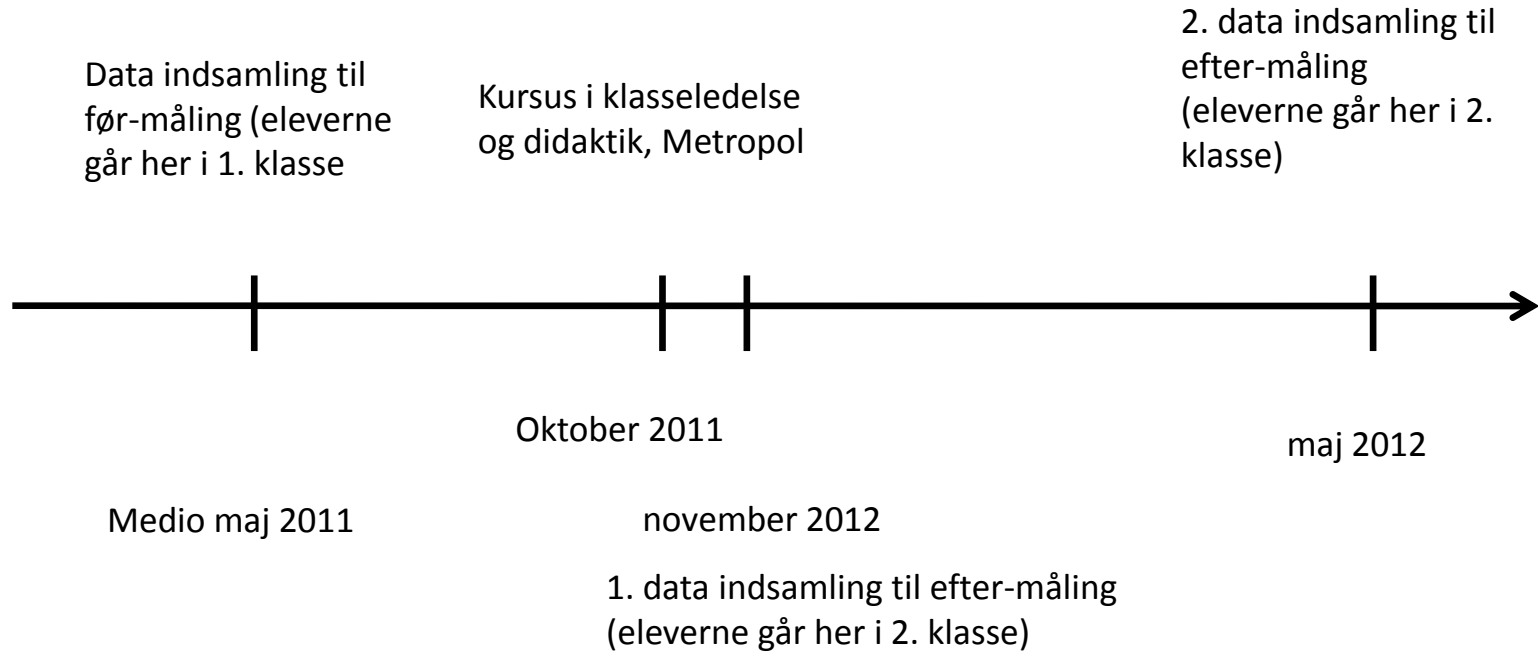 Data indsamling til
før-måling (eleverne
går her i 1. klasse
Kursus i klasseledelse
og didaktik, Metropol
2. data indsamling til
efter-måling
(eleverne går her i 2.
klasse)
Oktober 2011
maj 2012
Medio maj 2011
november 2012
1. data indsamling til efter-måling
(eleverne går her i 2. klasse)